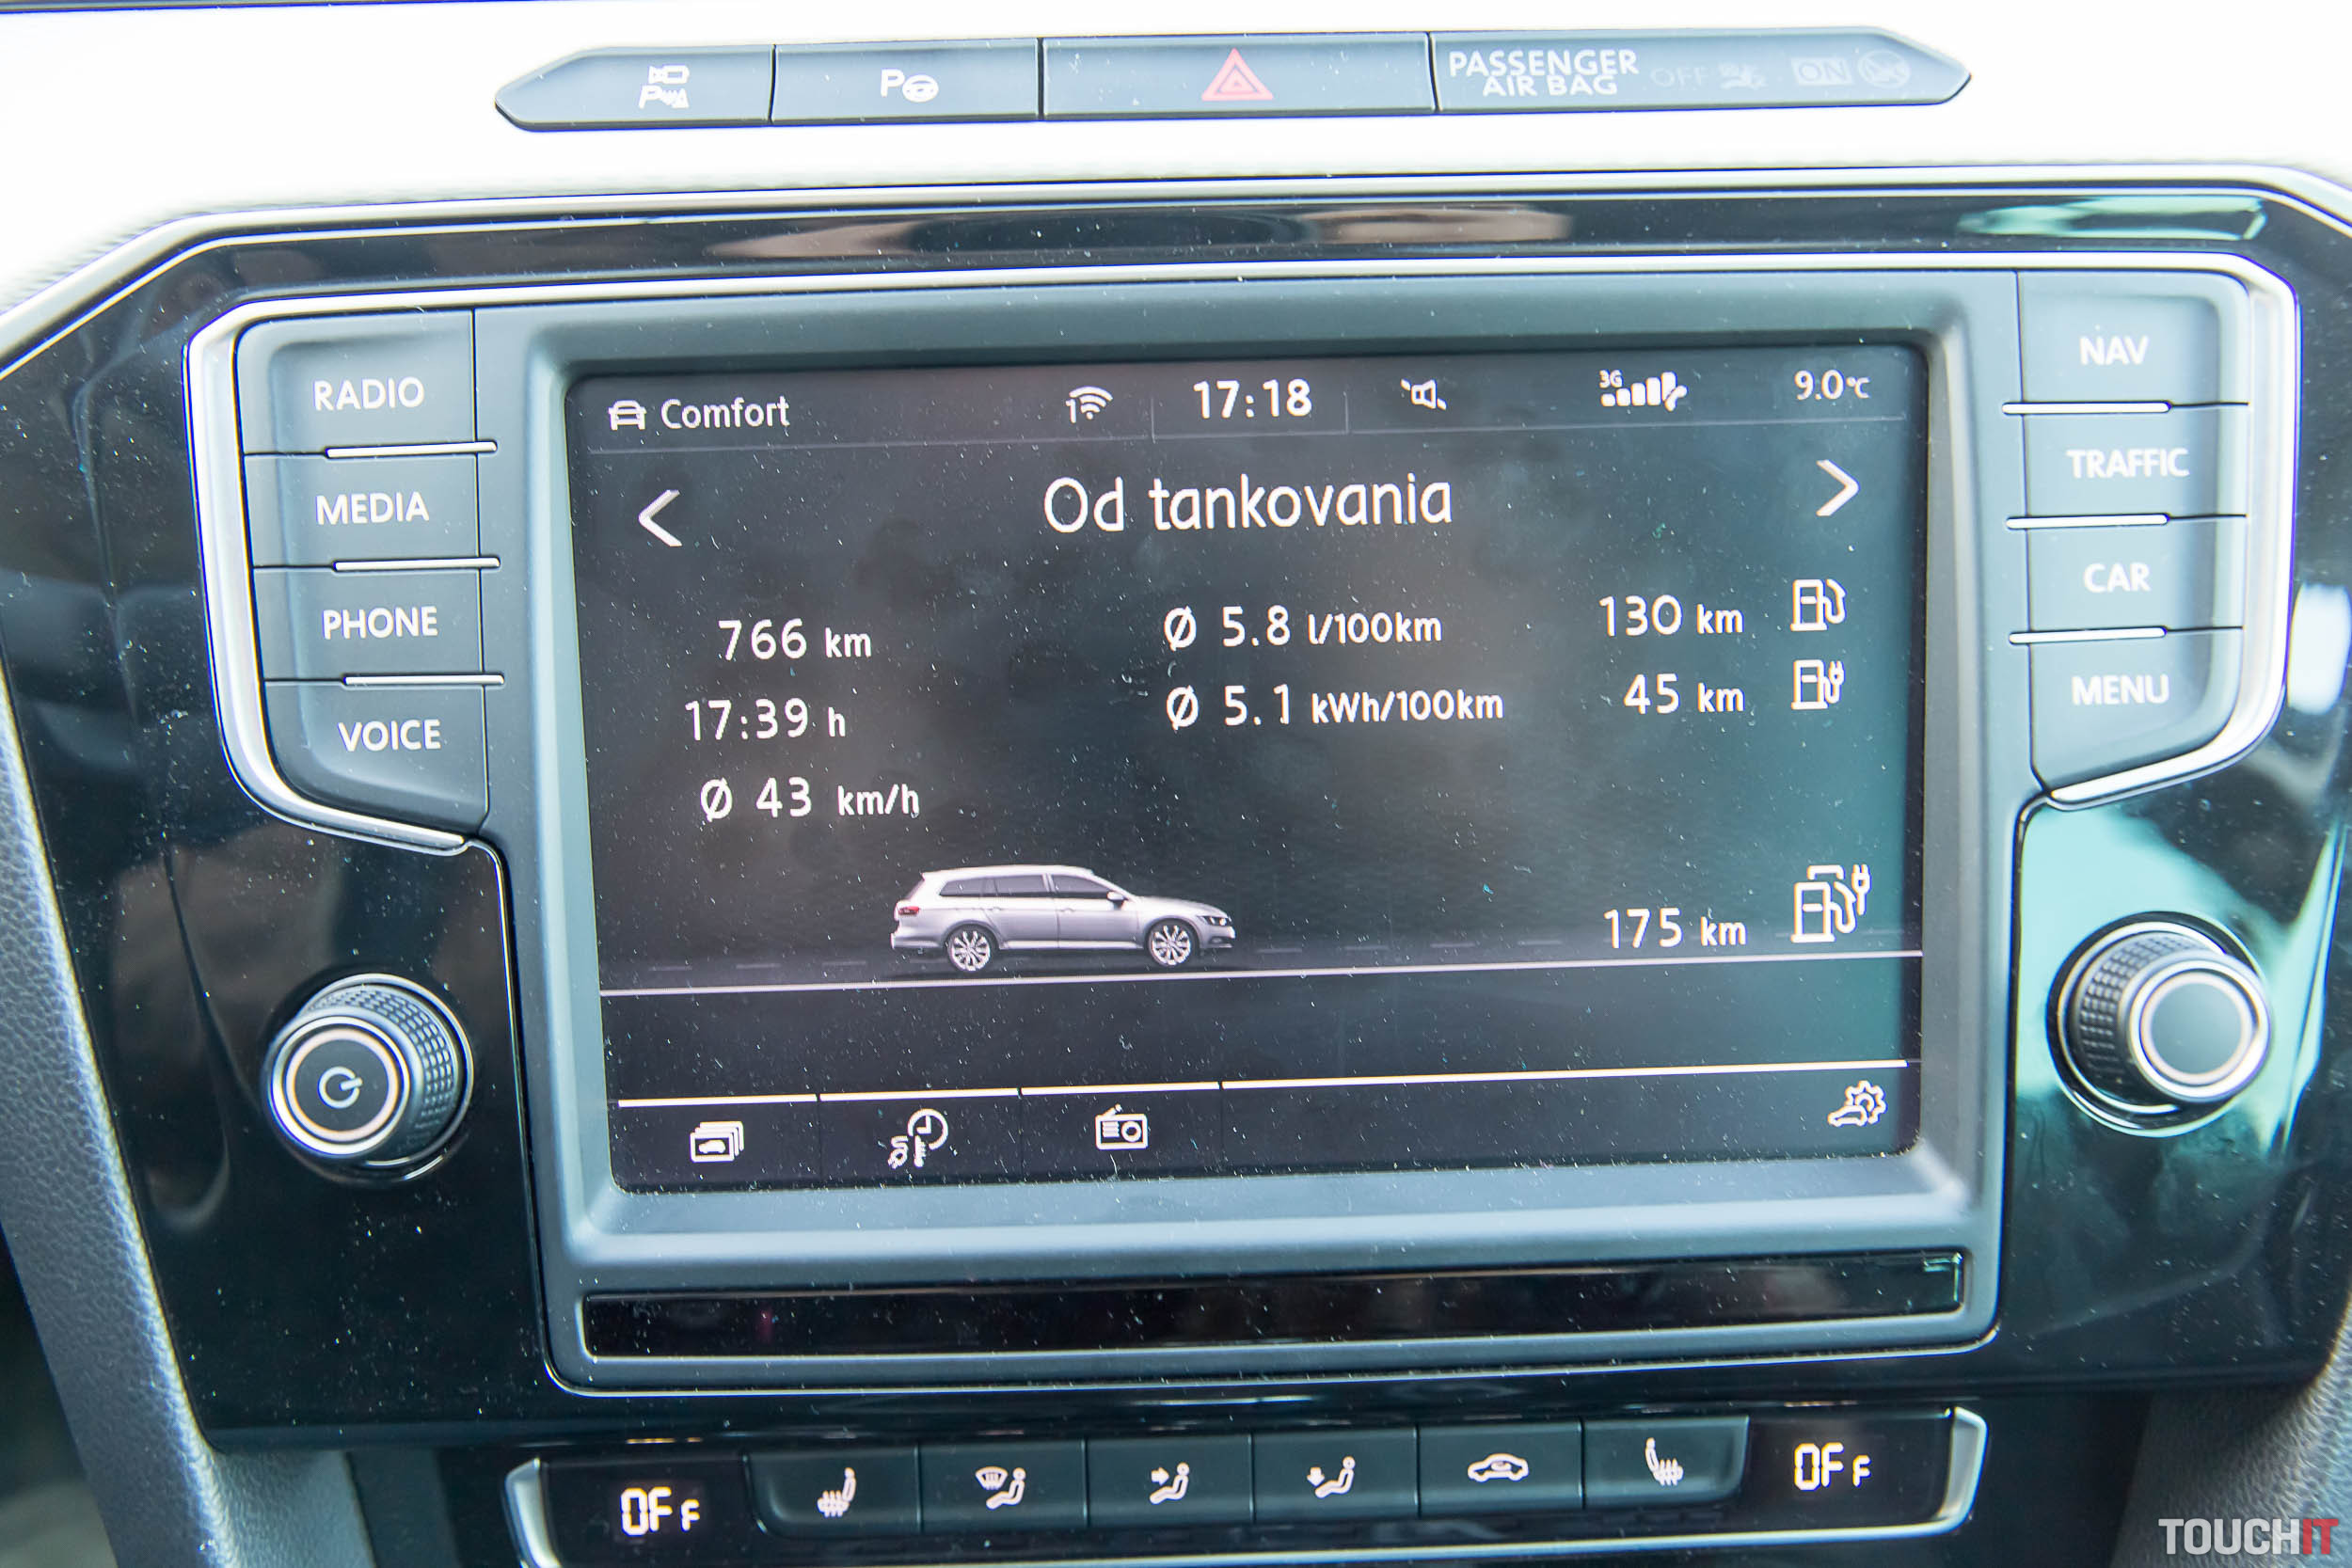 PASSENGER
AIR BAG
OFF
ON
P
P
RADIO
MEDIA
PHONE
VOICE
Comfort
1
17:18
3G
9.0°C
Od tankovania
766 km
17:39 h
Ø 43 km/h
Ø 5.8 l/100km
Ø 5.1 kWh/100km
130 km
45 km
175 km
NAV
TRAFFIC
CAR
MENU
OFF
OFF
TOUCHIT